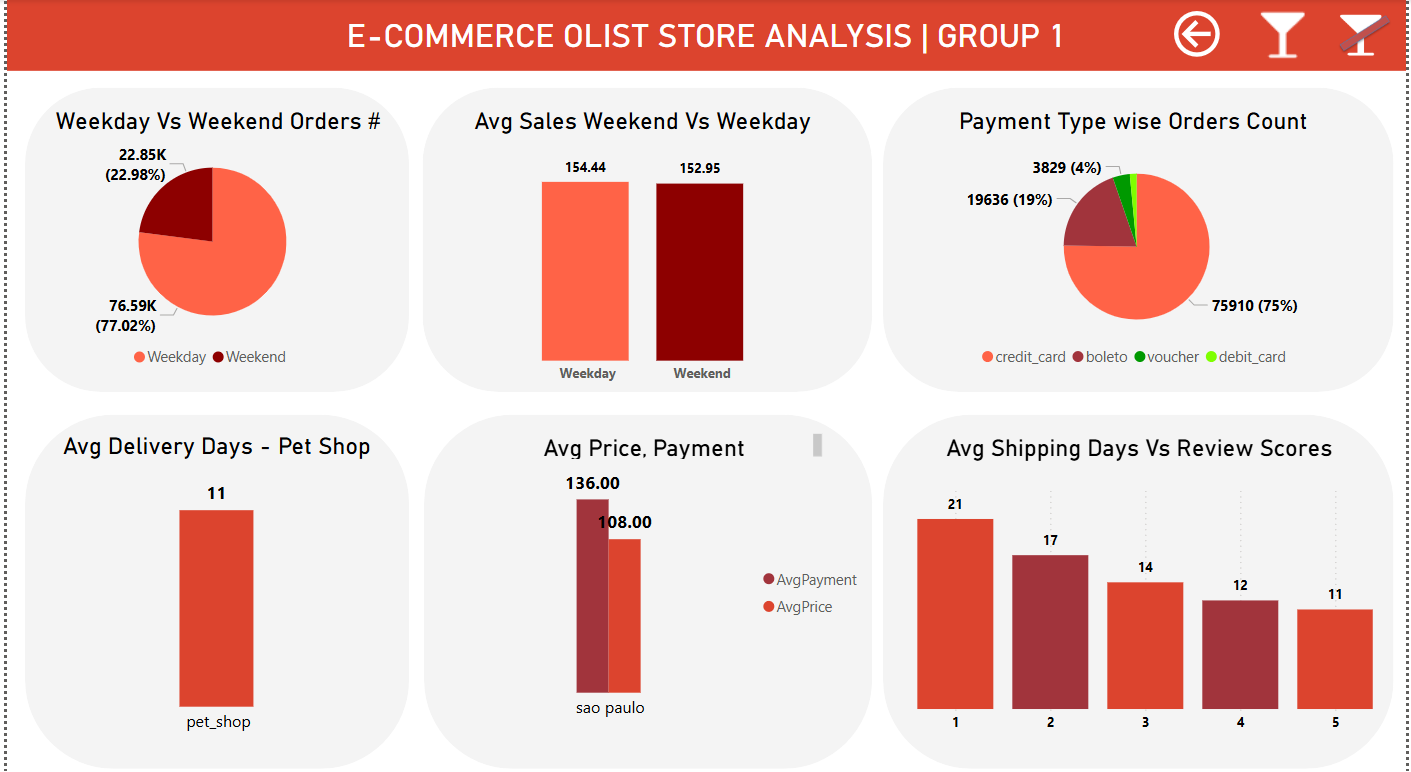 E-COMMERCE OLIST STORE ANALYSIS | GROUP 1
Weekday Vs Weekend Orders #
22.85K
(22.98%)
76.59K
(77.02%)
Weekday Weekend
Avg Sales Weekend Vs Weekday
154.44
152.95
Weekday
Weekend
Payment Type wise Orders Count
3829 (4%)
19636 (19%)
75910 (75%)
credit_card boleto voucher debit_card
Avg Delivery Days - Pet Shop
11
pet_shop
Avg Price, Payment
136.00
108.00
AvgPayment
AvgPrice
sao paulo
Avg Shipping Days Vs Review Scores
21
17
14
12
11
1
2
3
4
5